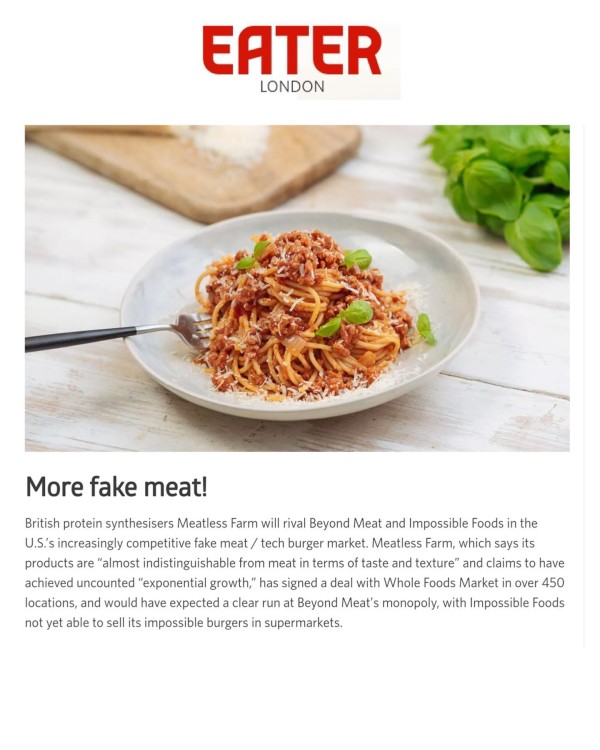 EATER
LONDON
More fake meat!
British protein synthesisers Meatless Farm will rival Beyond Meat and Impossible Foods in the
U.S.’s increasingly competitive fake meat / tech burger market. Meatless Farm, which says its
products are “almost indistinguishable from meat in terms of taste and texture” and claims to have
achieved uncounted “exponential growth,” has signed a deal with Whole Foods Market in over 450
locations, and would have expected a clear run at Beyond Meat’s monopoly, with Impossible Foods
not yet able to sell its impossible burgers in supermarkets.